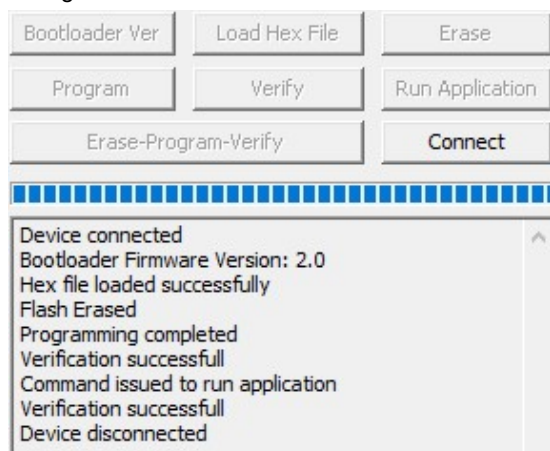 Bootloader Ver Load Hex File Erase
Program Verify Run Application
Erase-Program-Verify Connect
Device connected
Bootloader Firmware Version: 2.0
Hex file loaded successfully
Flash Erased
Programming completed
Verification successfull
Command issued to run application
Verification successfull
Device disconnected